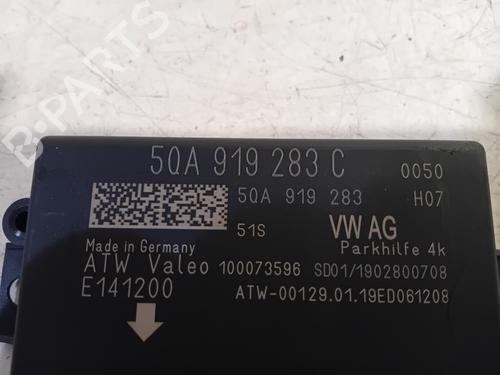 5QA 919 283 C 0050
5QA 919 283 H07
51S VW AG
Made in Germany Parkhilfe 4k
ATW Valeo 100073596 SD01/1902800708
E141200 ATW-00129.01.19ED061208
B-PARTS